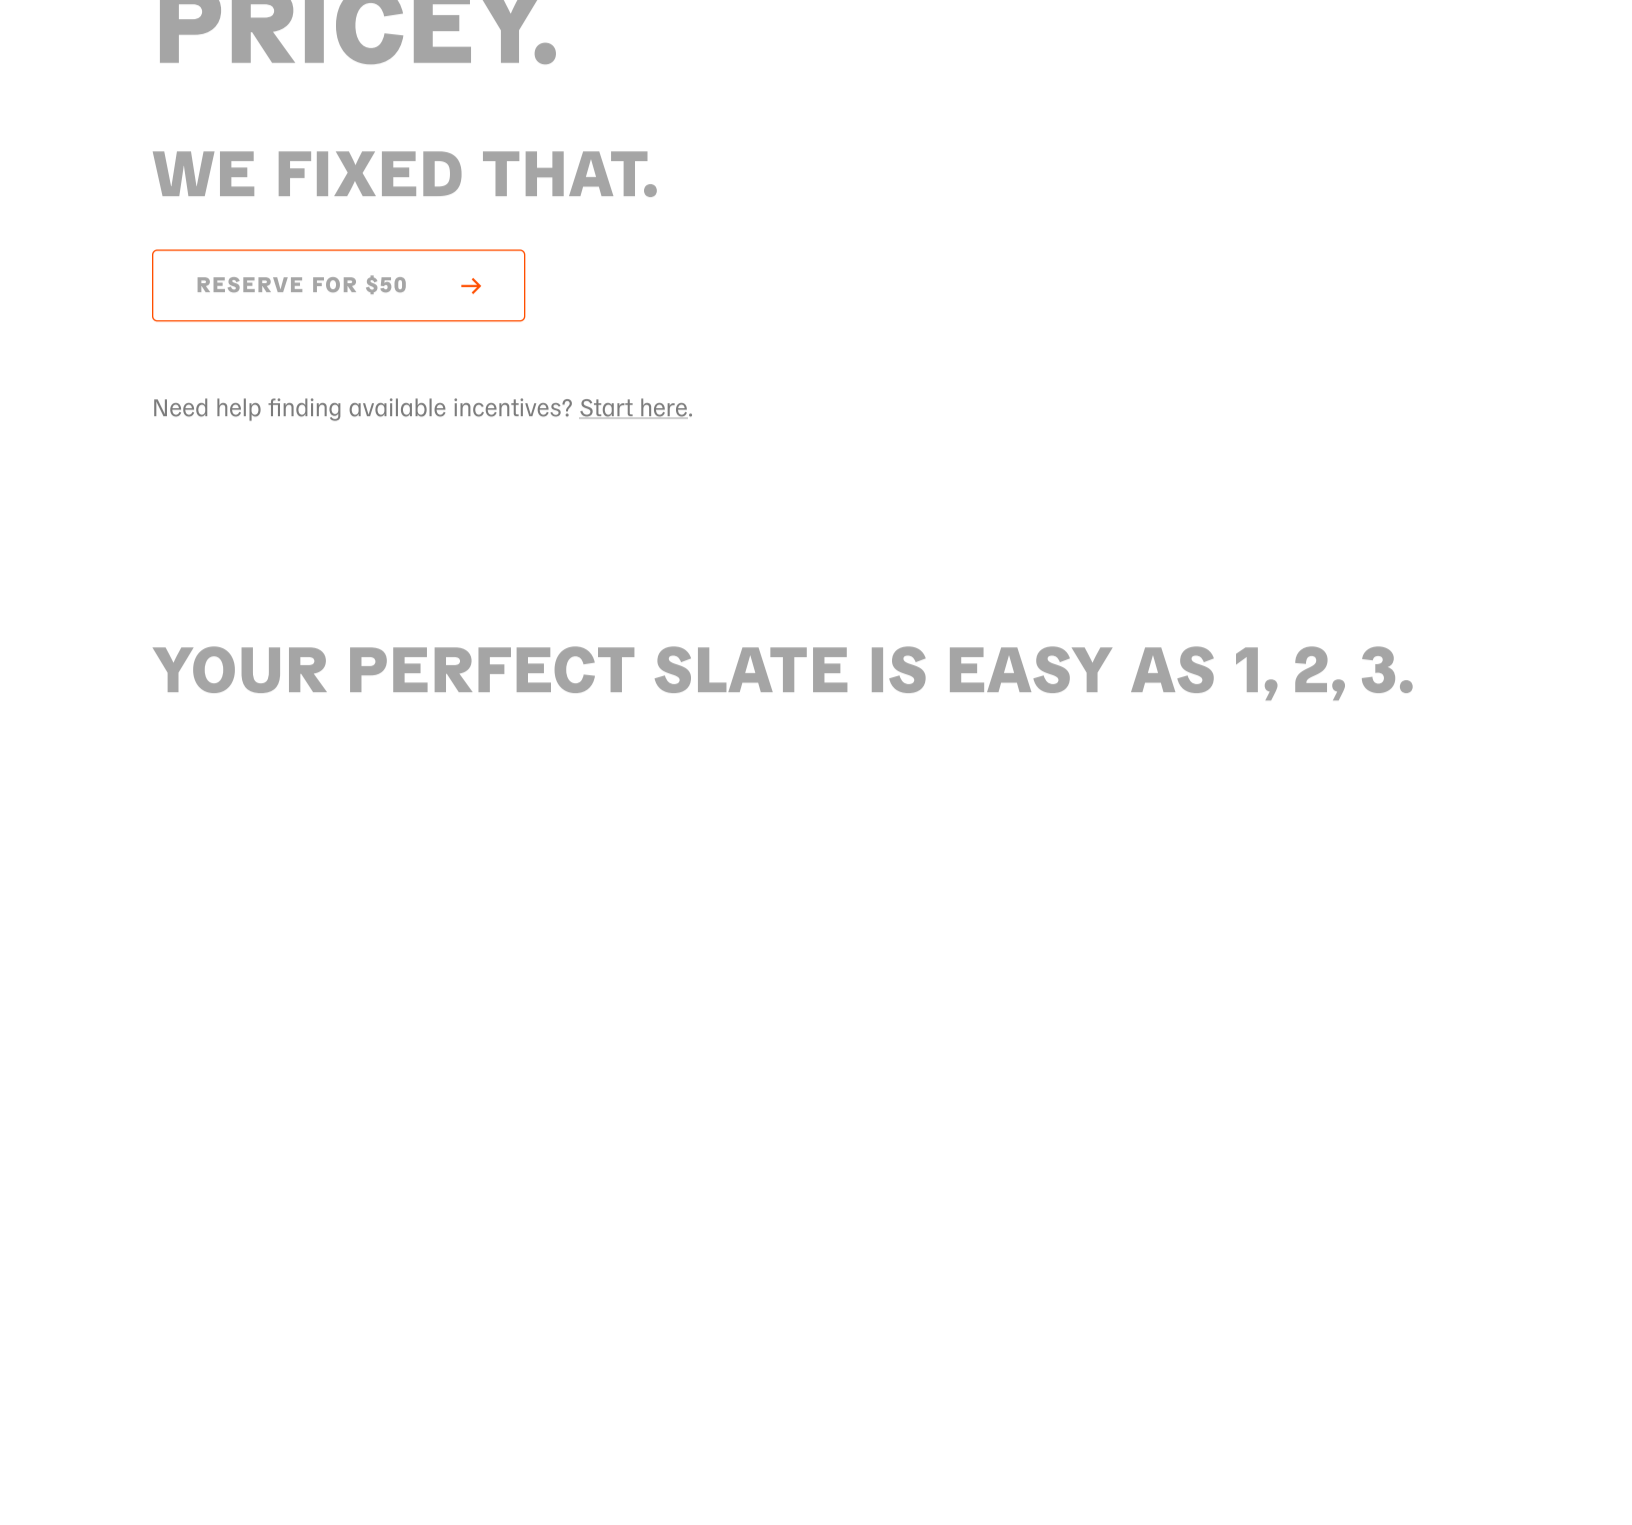 PRICEY.
WE FIXED THAT.
RESERVE FOR $50
Need help finding available incentives? Start here.
YOUR PERFECT SLATE IS EASY AS 1, 2, 3.